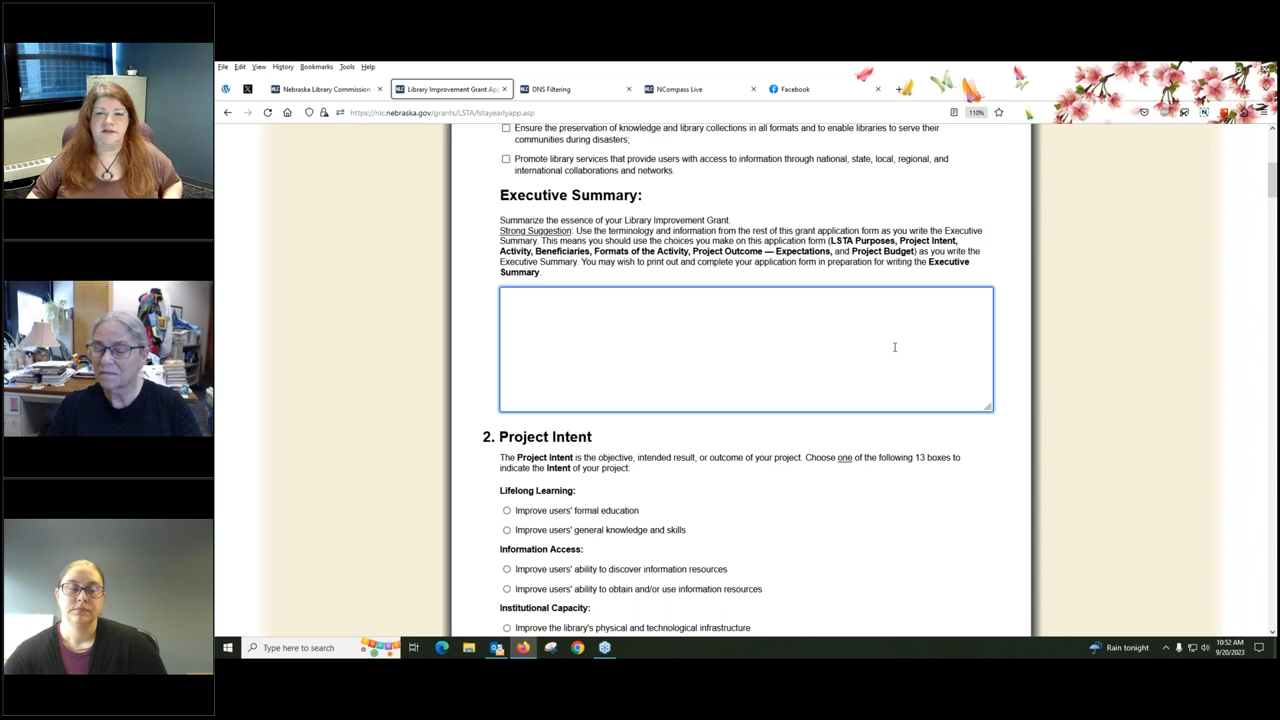 File Edit View History Bookmarks Tools Help
Nebraska Library Commission - Library Improvement Grant App DNS Filtering NCompass Live Facebook
https://nlc.nebraska.gov/grants/LSTA/lstayearlyapp.asp 110%
Ensure the preservation of knowledge and library collections in all formats and to enable libraries to serve their
communities during disasters;
Promote library services that provide users with access to information through national, state, local, regional, and
international collaborations and networks.
Executive Summary:
Summarize the essence of your Library Improvement Grant.
Strong Suggestion: Use the terminology and information from the rest of this grant application form as you write the Executive
Summary. This means you should use the choices you make on this application form (LSTA Purposes, Project Intent,
Activity, Beneficiaries, Formats of the Activity, Project Outcome — Expectations, and Project Budget) as you write the
Executive Summary. You may wish to print out and complete your application form in preparation for writing the Executive
Summary.
2. Project Intent
The Project Intent is the objective, intended result, or outcome of your project. Choose one of the following 13 boxes to
indicate the Intent of your project:
Lifelong Learning:
Improve users' formal education
Improve users' general knowledge and skills
Information Access:
Improve users' ability to discover information resources
Improve users' ability to obtain and/or use information resources
Institutional Capacity:
Improve the library's physical and technological infrastructure
Type here to search
Rain tonight
10:52 AM
9/20/2023